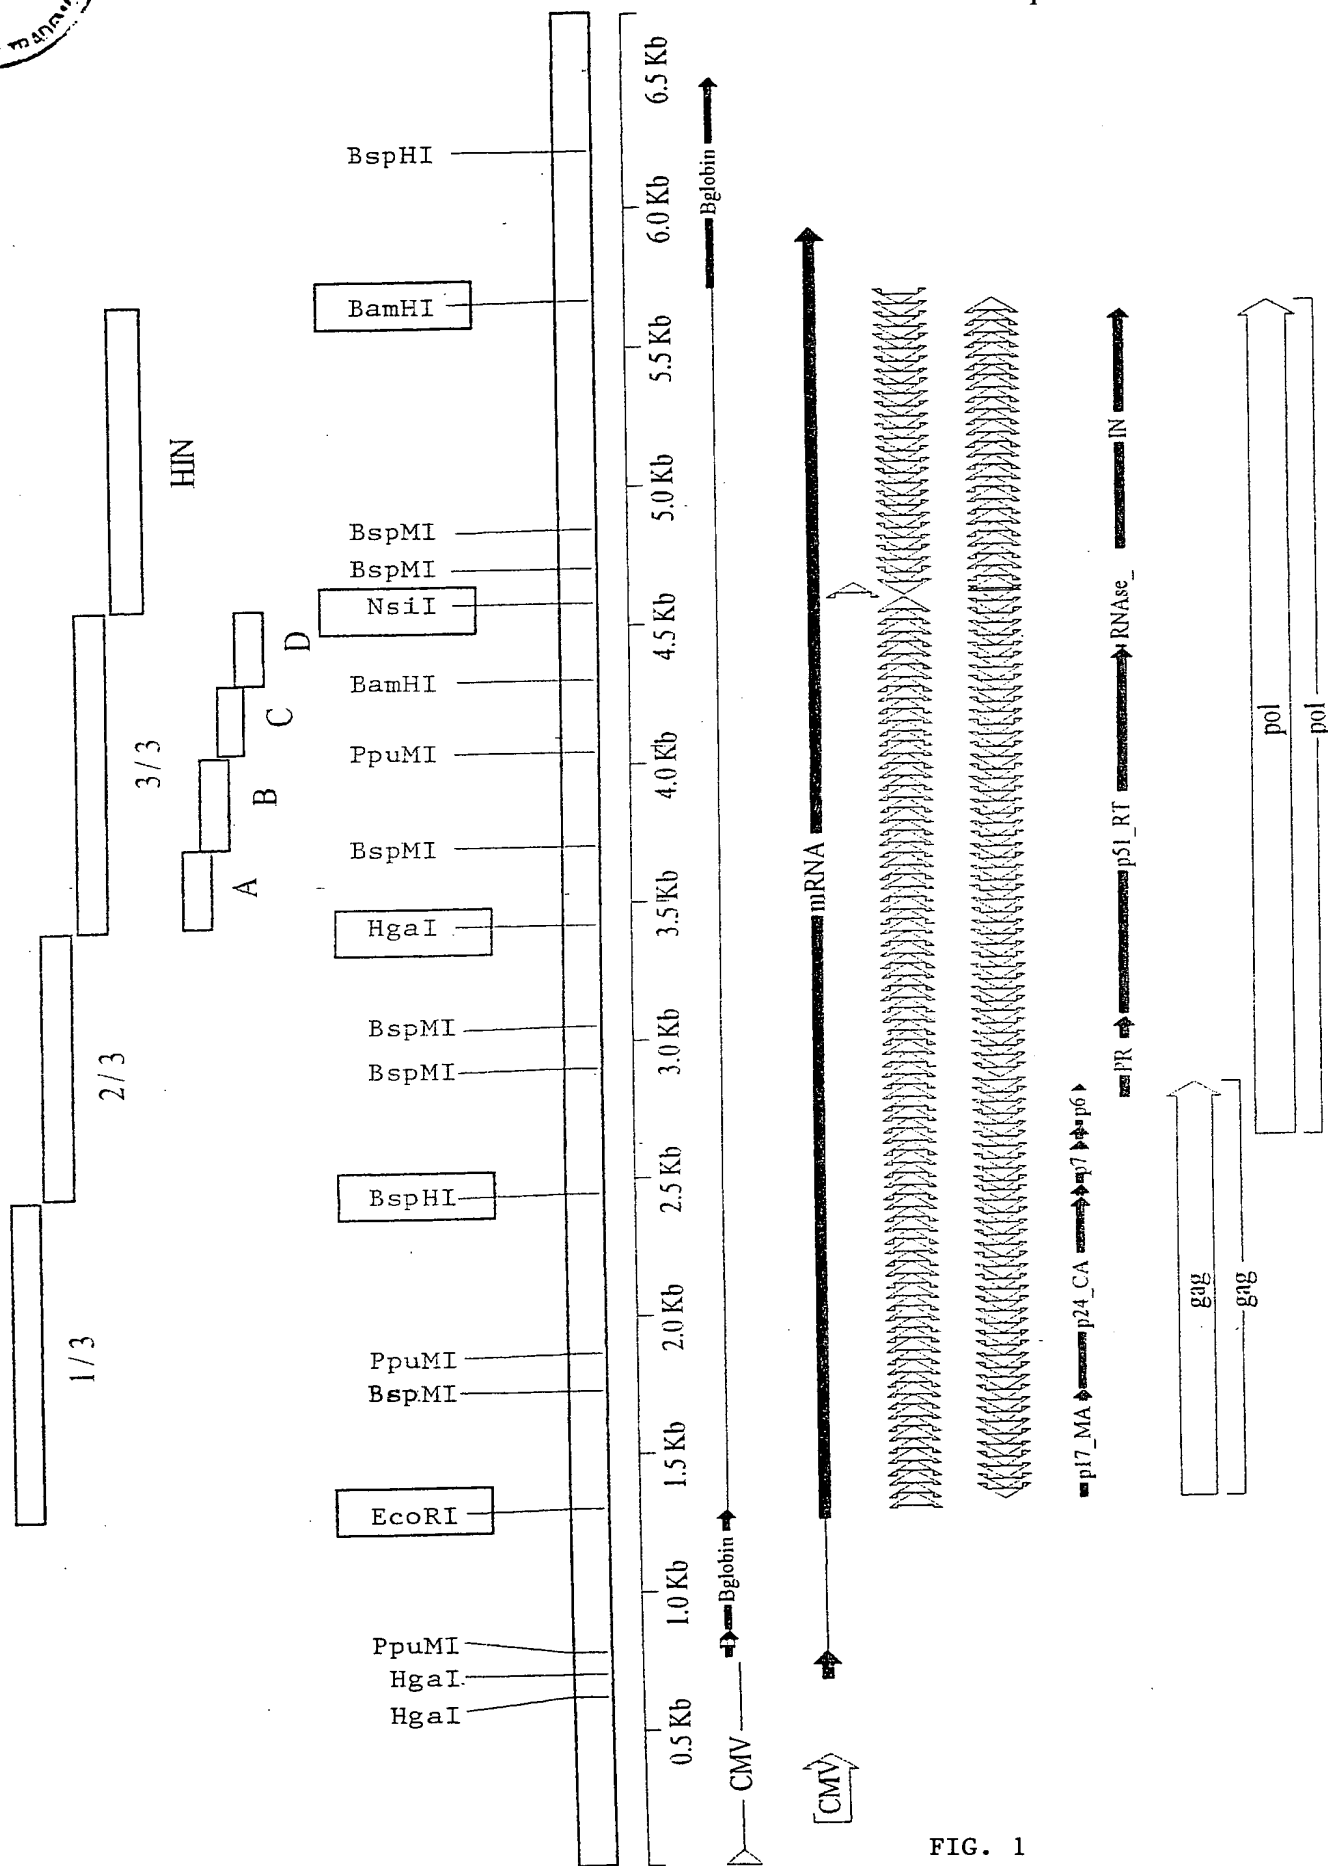 1/3
2/3
3/3
HIN
A
B
C
D
HgaI
HgaI
PpuMI
EcoRI
BspMI
PpuMI
BspHI
BspMI
BspMI
HgaI
BspMI
PpuMI
BamHI
NsiI
BspMI
BspMI
BamHI
BspHI
0.5 Kb
1.0 Kb
1.5 Kb
2.0 Kb
2.5 Kb
3.0 Kb
3.5 Kb
4.0 Kb
4.5 Kb
5.0 Kb
5.5 Kb
6.0 Kb
6.5 Kb
CMV
Bglobin
Bglobin
CMV
mRNA
p17_MA
p24_CA
p7
p6
PR
p51_RT
RNAse_
IN
gag
gag
pol
pol
FIG. 1